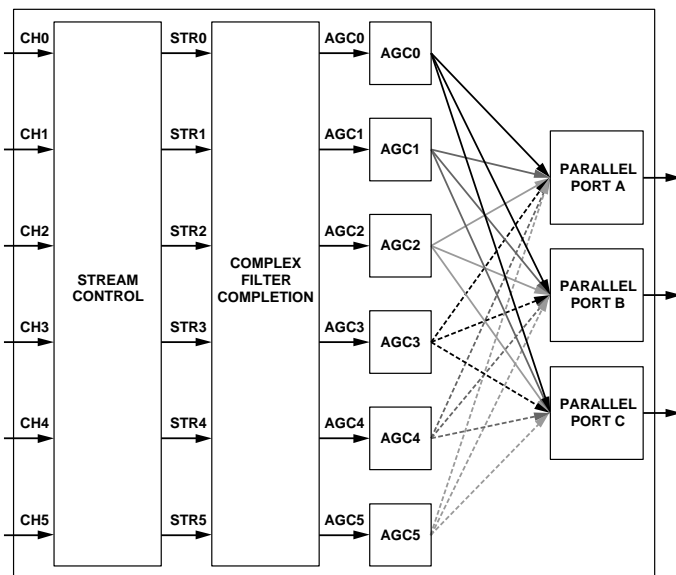 CH0 STR0 AGC0
AGC0
CH1 STR1 AGC1
AGC1
PARALLEL
PORT A
CH2 STR2 AGC2
AGC2
STREAM
CONTROL
COMPLEX
FILTER
COMPLETION
PARALLEL
PORT B
CH3 STR3 AGC3
AGC3
PARALLEL
PORT C
CH4 STR4 AGC4
AGC4
CH5 STR5 AGC5
AGC5